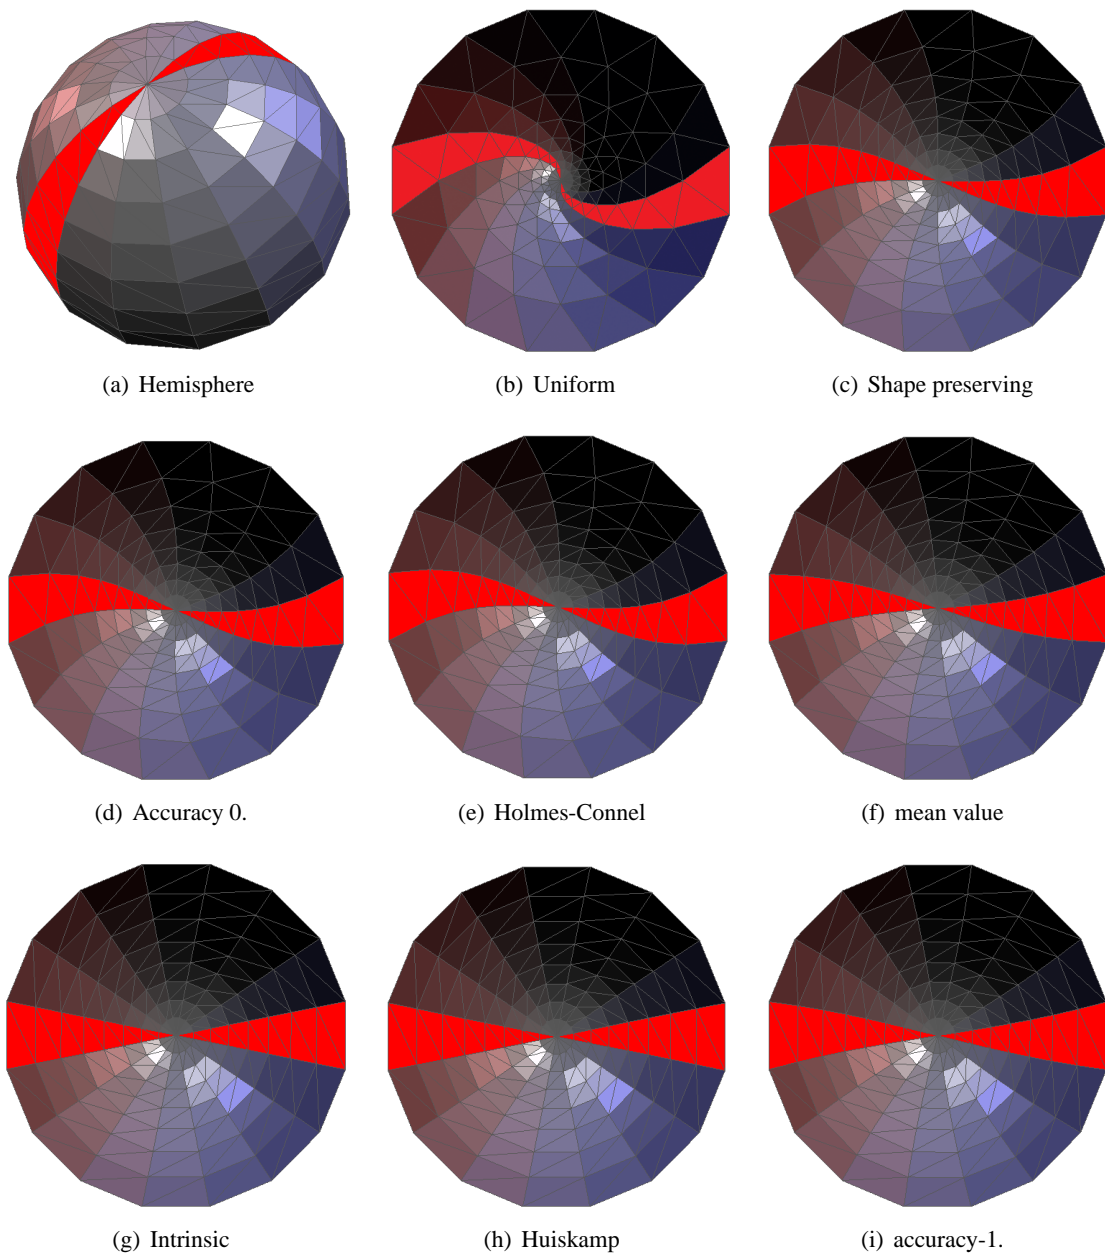 (a) Hemisphere
(b) Uniform
(c) Shape preserving
(d) Accuracy 0.
(e) Holmes-Connel
(f) mean value
(g) Intrinsic
(h) Huiskamp
(i) accuracy-1.